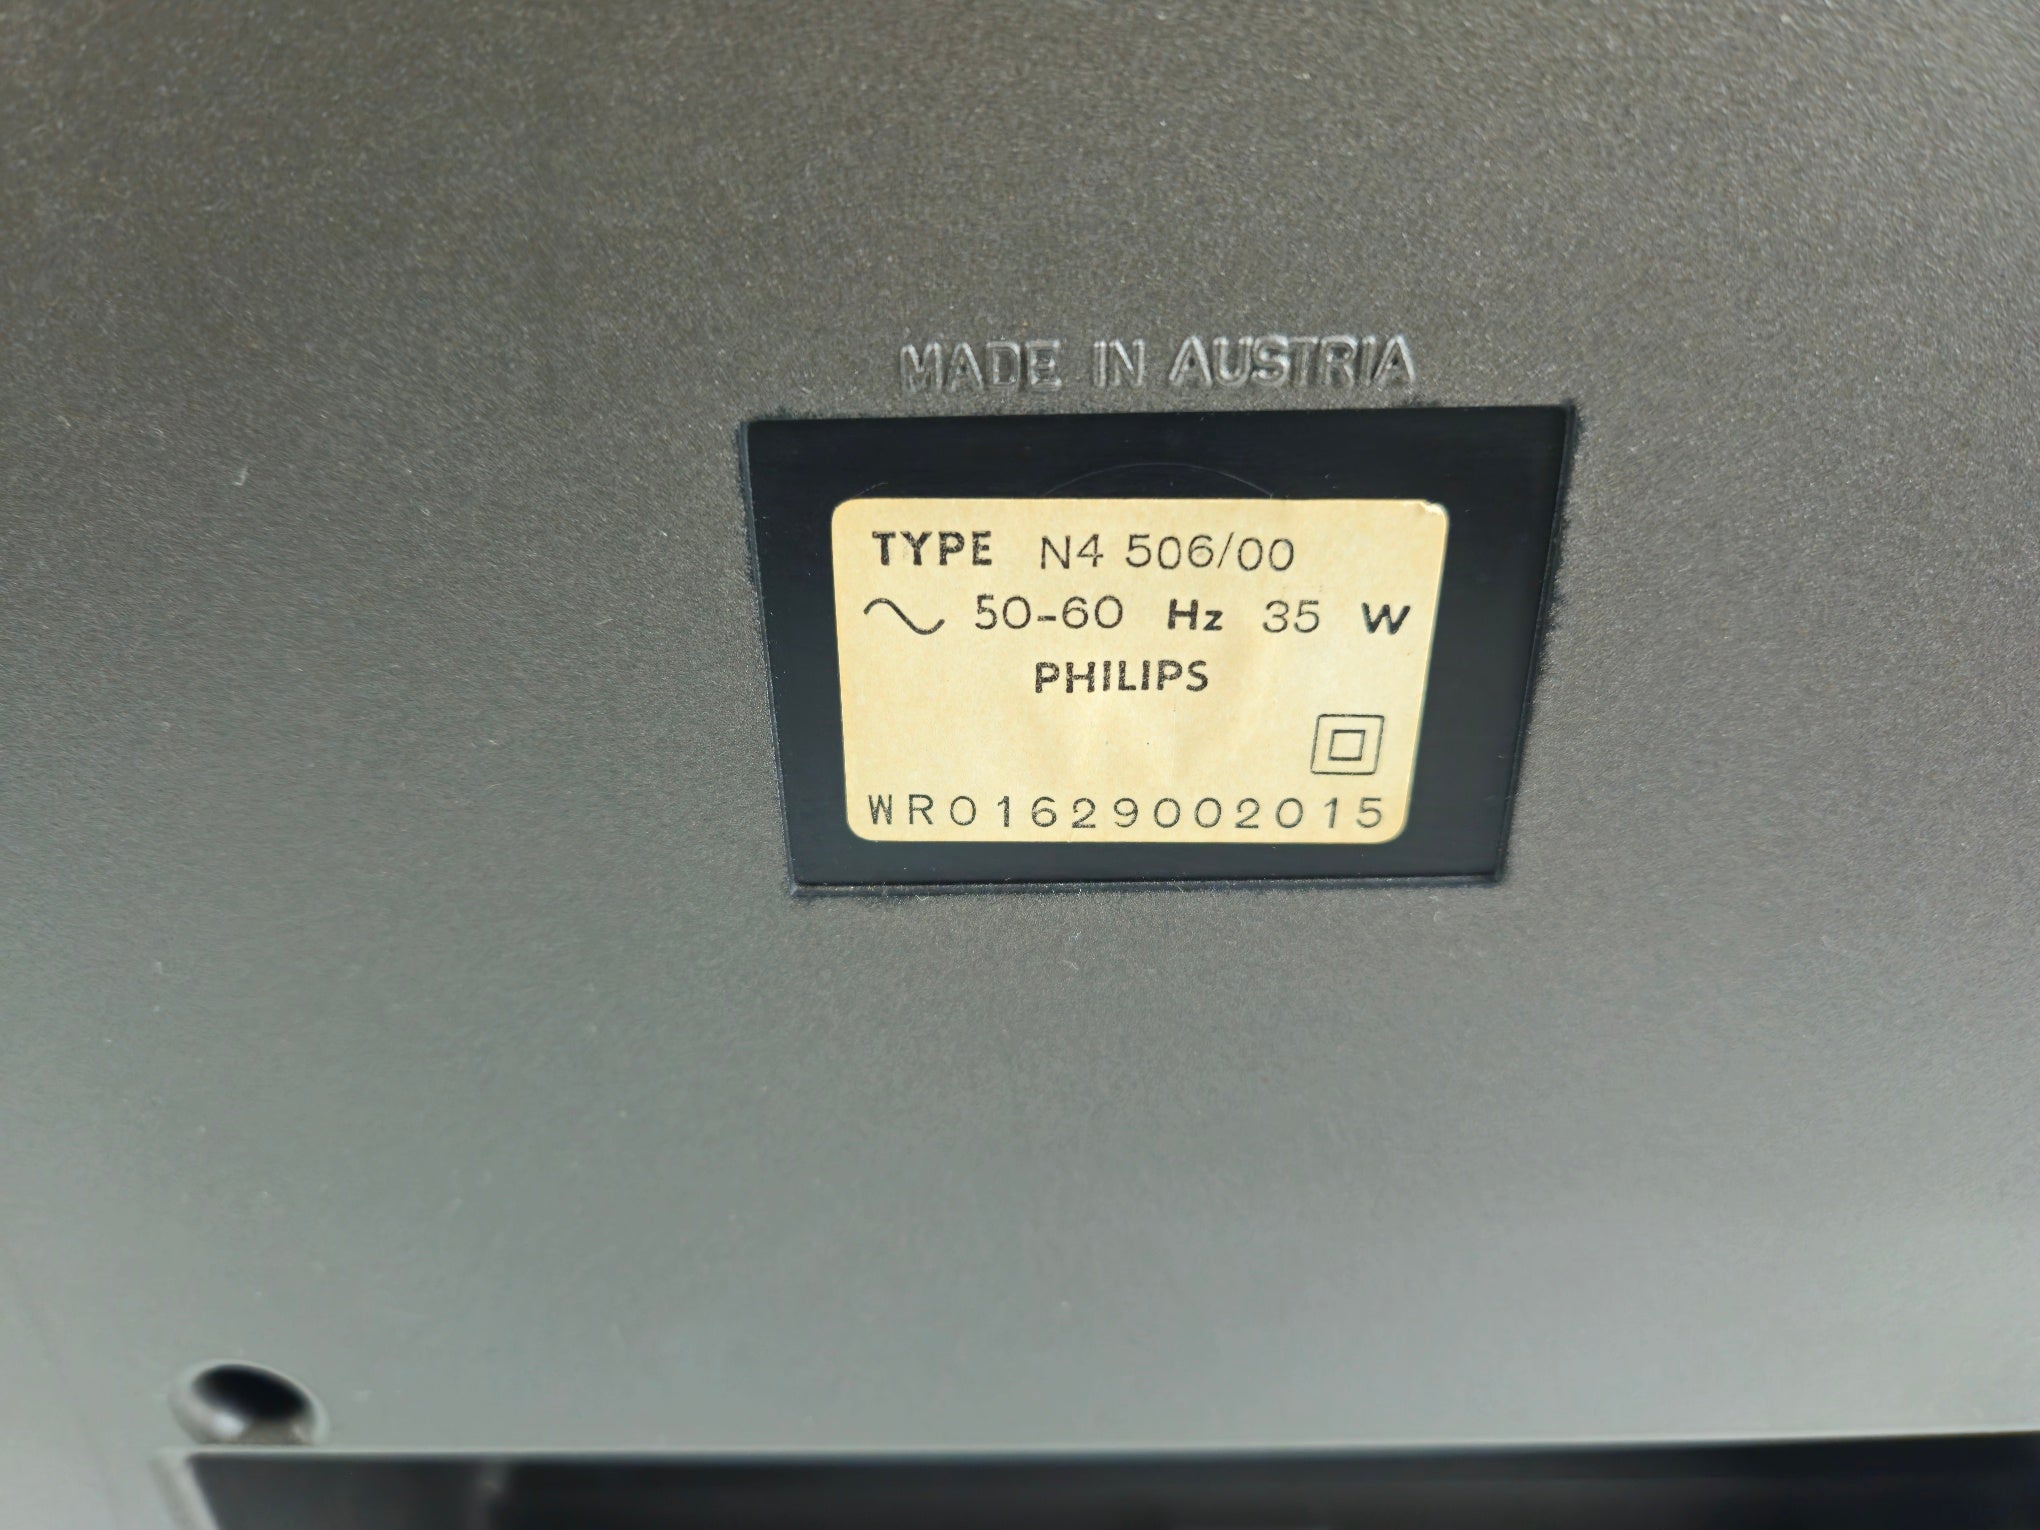 MADE IN AUSTRIA
TYPE N4 506/00
~ 50-60 Hz 35 W
PHILIPS
WR01629002015